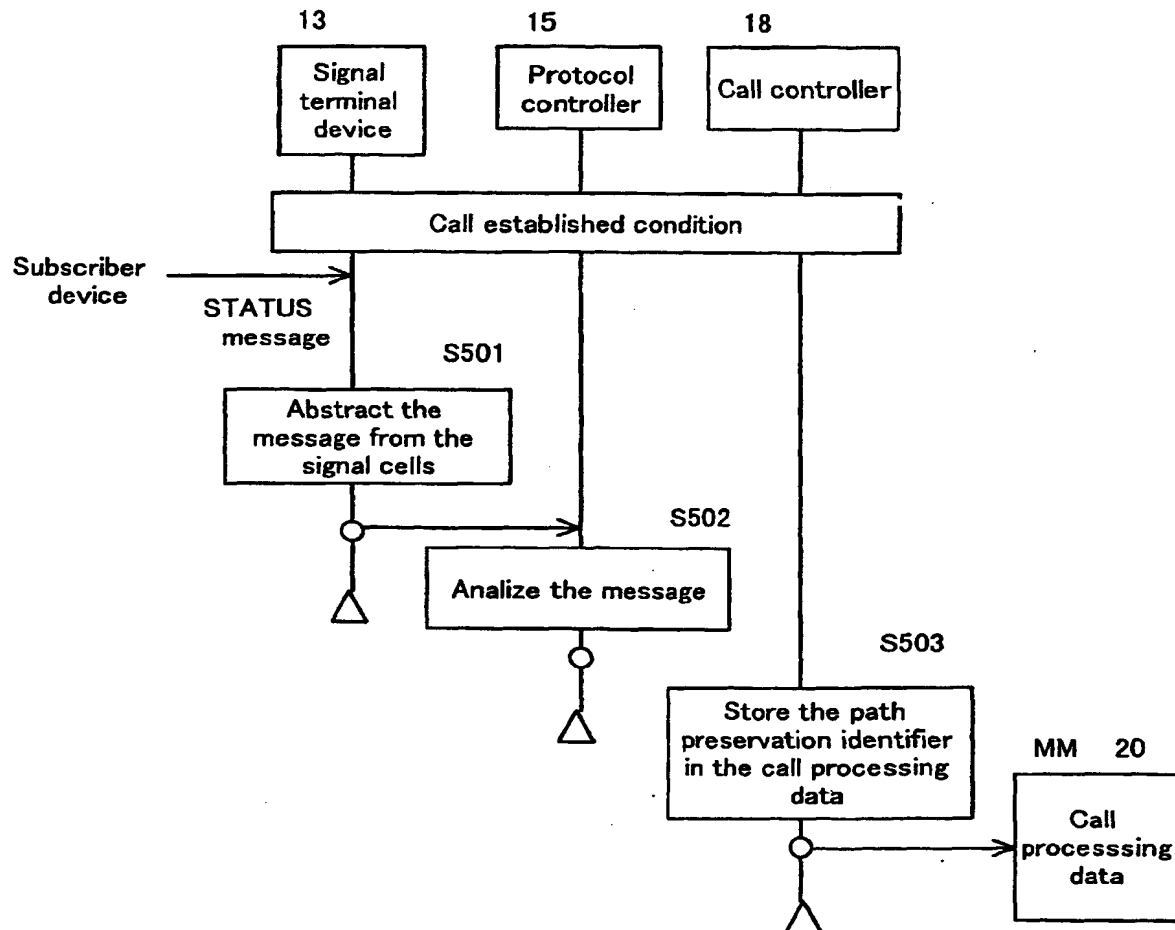 13
15
18
Signal
terminal
device
Protocol
controller
Call controller
Call established condition
Subscriber
device
STATUS
message
S501
Abstract the
message from the
signal cells
S502
Analize the message
S503
Store the path
preservation identifier
in the call processing
data
MM 20
Call
processsing
data